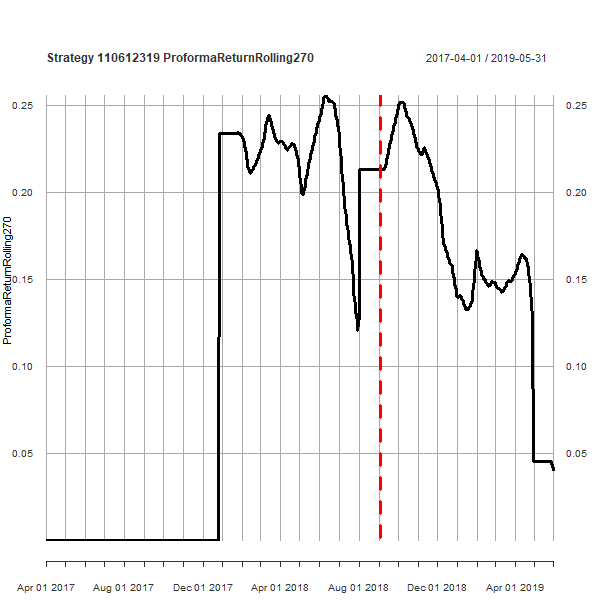 Strategy 110612319 ProformaReturnRolling270
2017-04-01 / 2019-05-31
0.25
0.25
0.20
0.20
0.15
0.15
0.10
0.10
0.05
0.05
ProformaReturnRolling270
Apr 01 2017
Aug 01 2017
Dec 01 2017
Apr 01 2018
Aug 01 2018
Dec 01 2018
Apr 01 2019